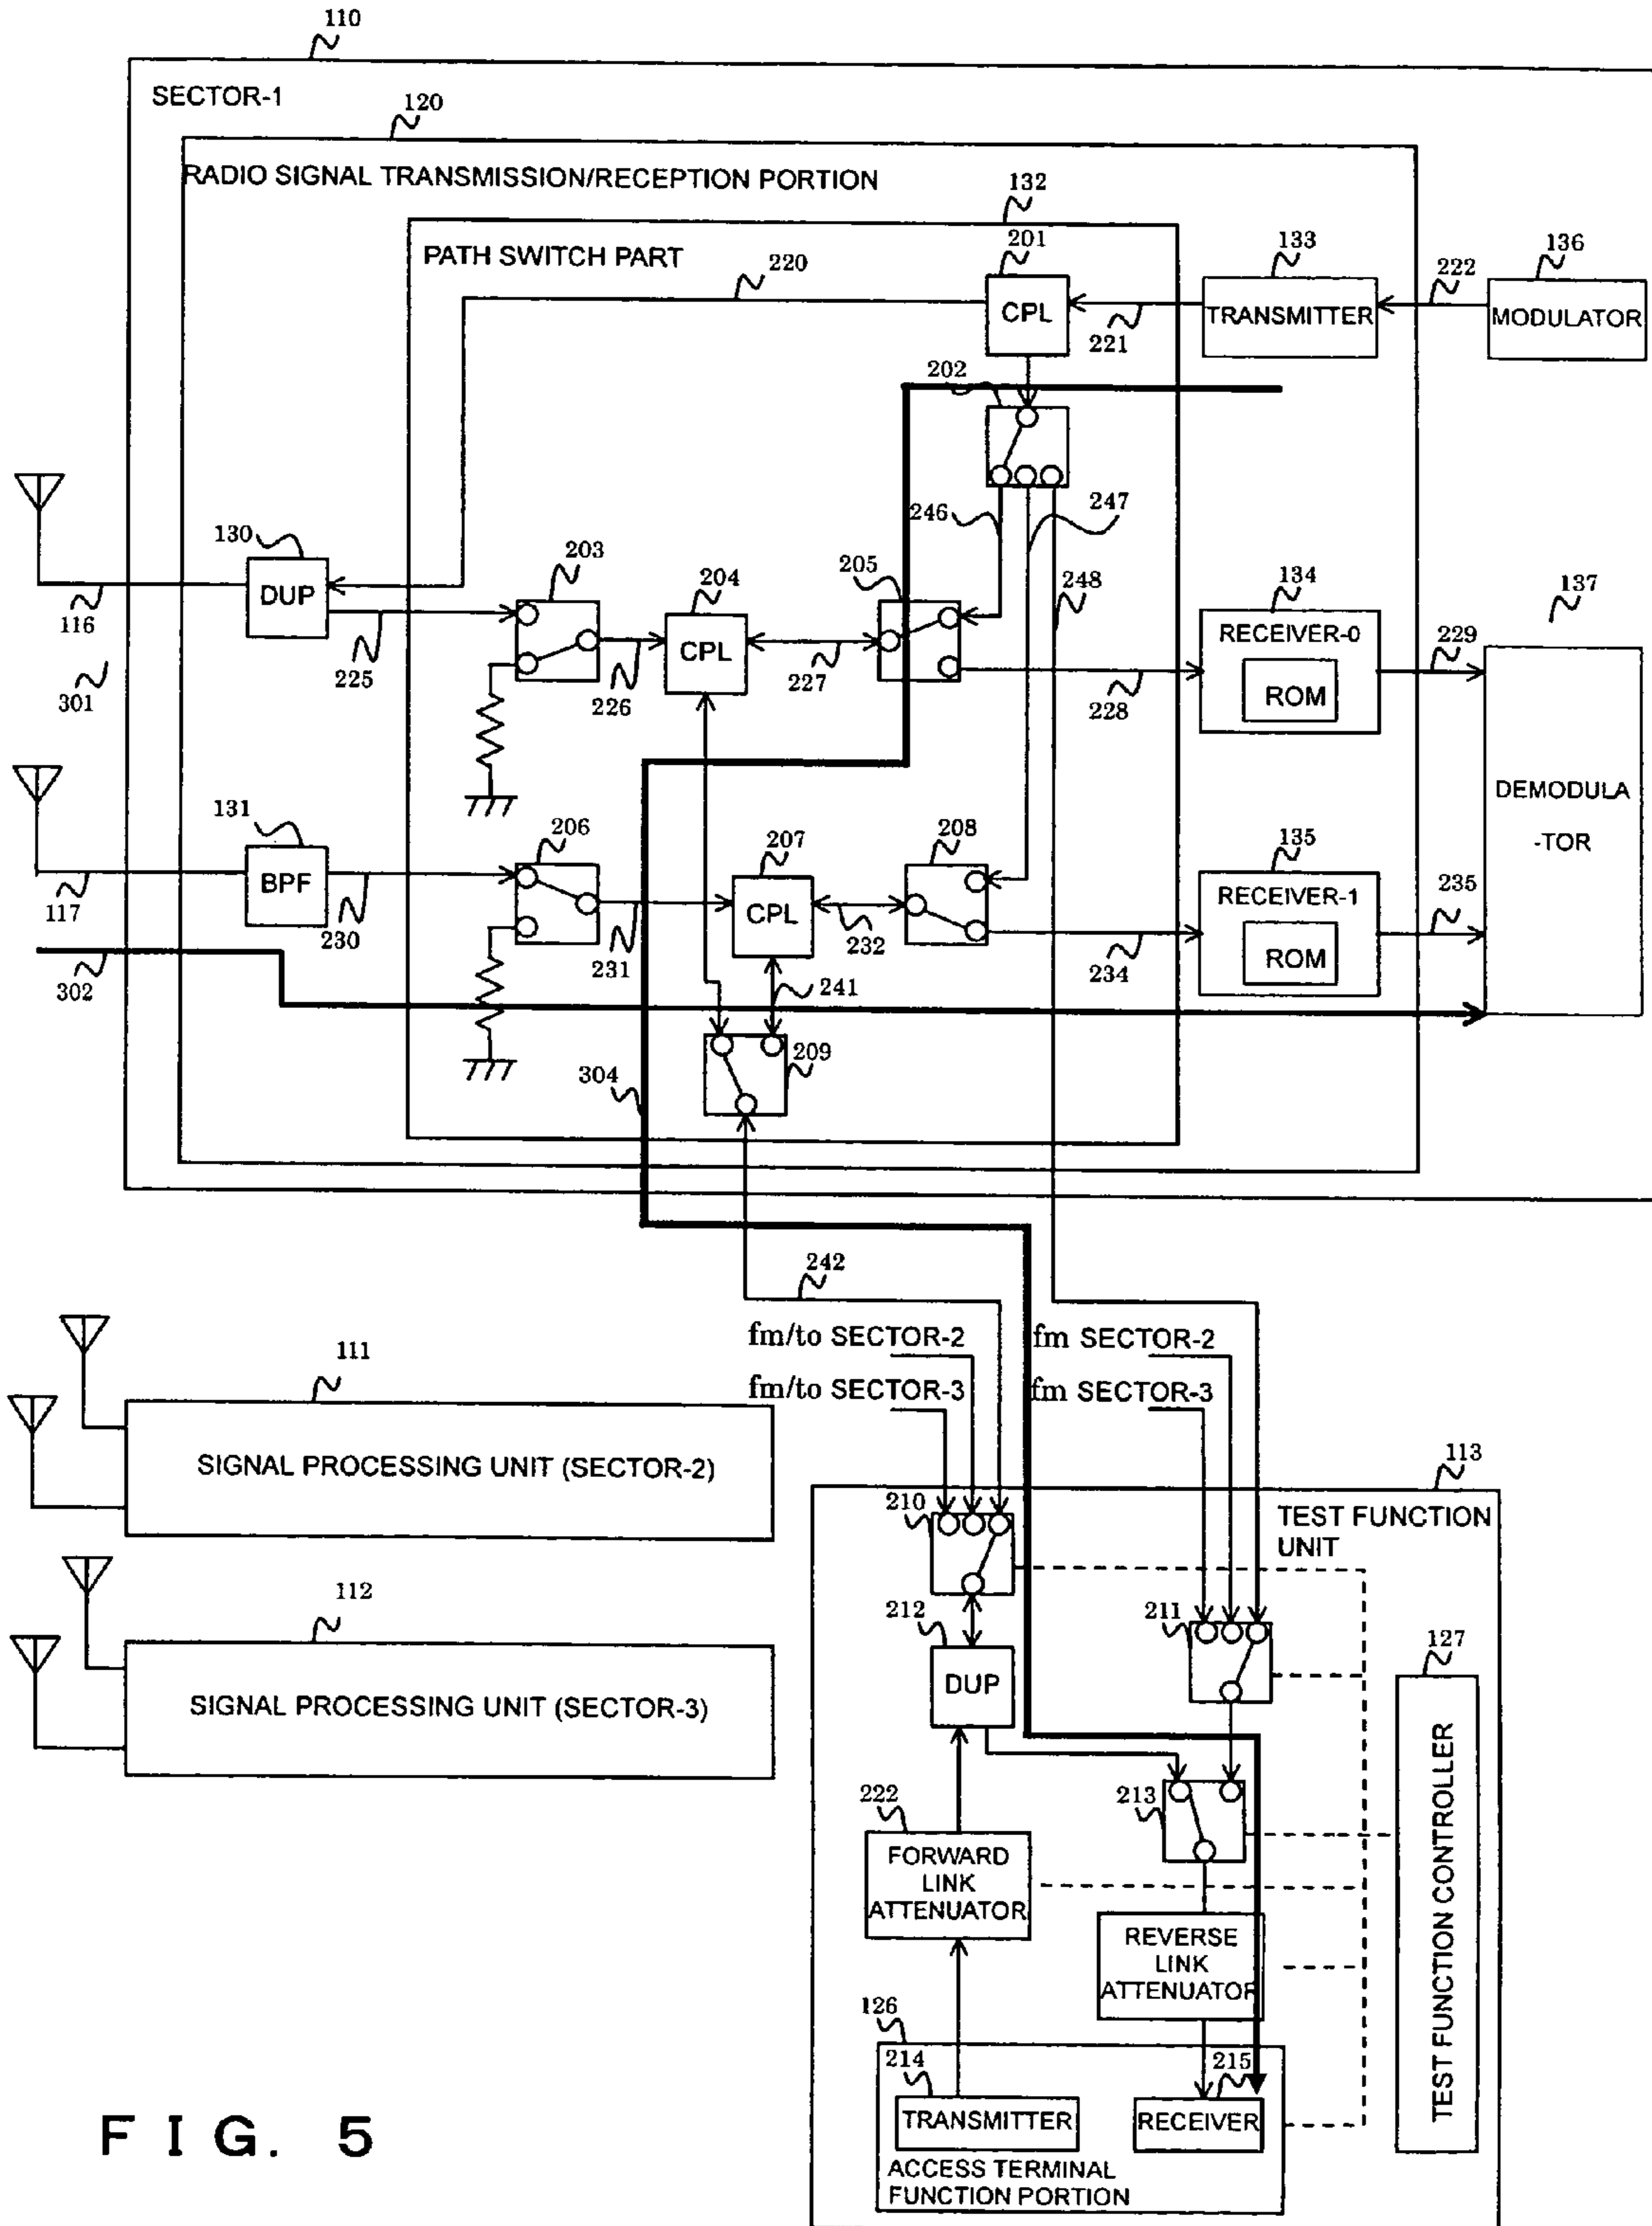 110
SECTOR-1
120
RADIO SIGNAL TRANSMISSION/RECEPTION PORTION
132
PATH SWITCH PART
220
201
CPL
221
133
TRANSMITTER
222
136
MODULATOR
202
246
247
248
130
DUP
116
301
225
203
226
204
CPL
227
205
228
134
RECEIVER-0
ROM
229
137
DEMODULA
-TOR
131
BPF
117
230
302
206
231
207
CPL
232
208
234
135
RECEIVER-1
ROM
235
241
209
304
242
fm/to SECTOR-2
fm SECTOR-2
fm/to SECTOR-3
fm SECTOR-3
111
SIGNAL PROCESSING UNIT (SECTOR-2)
112
SIGNAL PROCESSING UNIT (SECTOR-3)
113
TEST FUNCTION
UNIT
210
211
212
DUP
127
TEST FUNCTION CONTROLLER
213
222
FORWARD
LINK
ATTENUATOR
REVERSE
LINK
ATTENUATOR
126
214
TRANSMITTER
215
RECEIVER
ACCESS TERMINAL
FUNCTION PORTION
FIG. 5